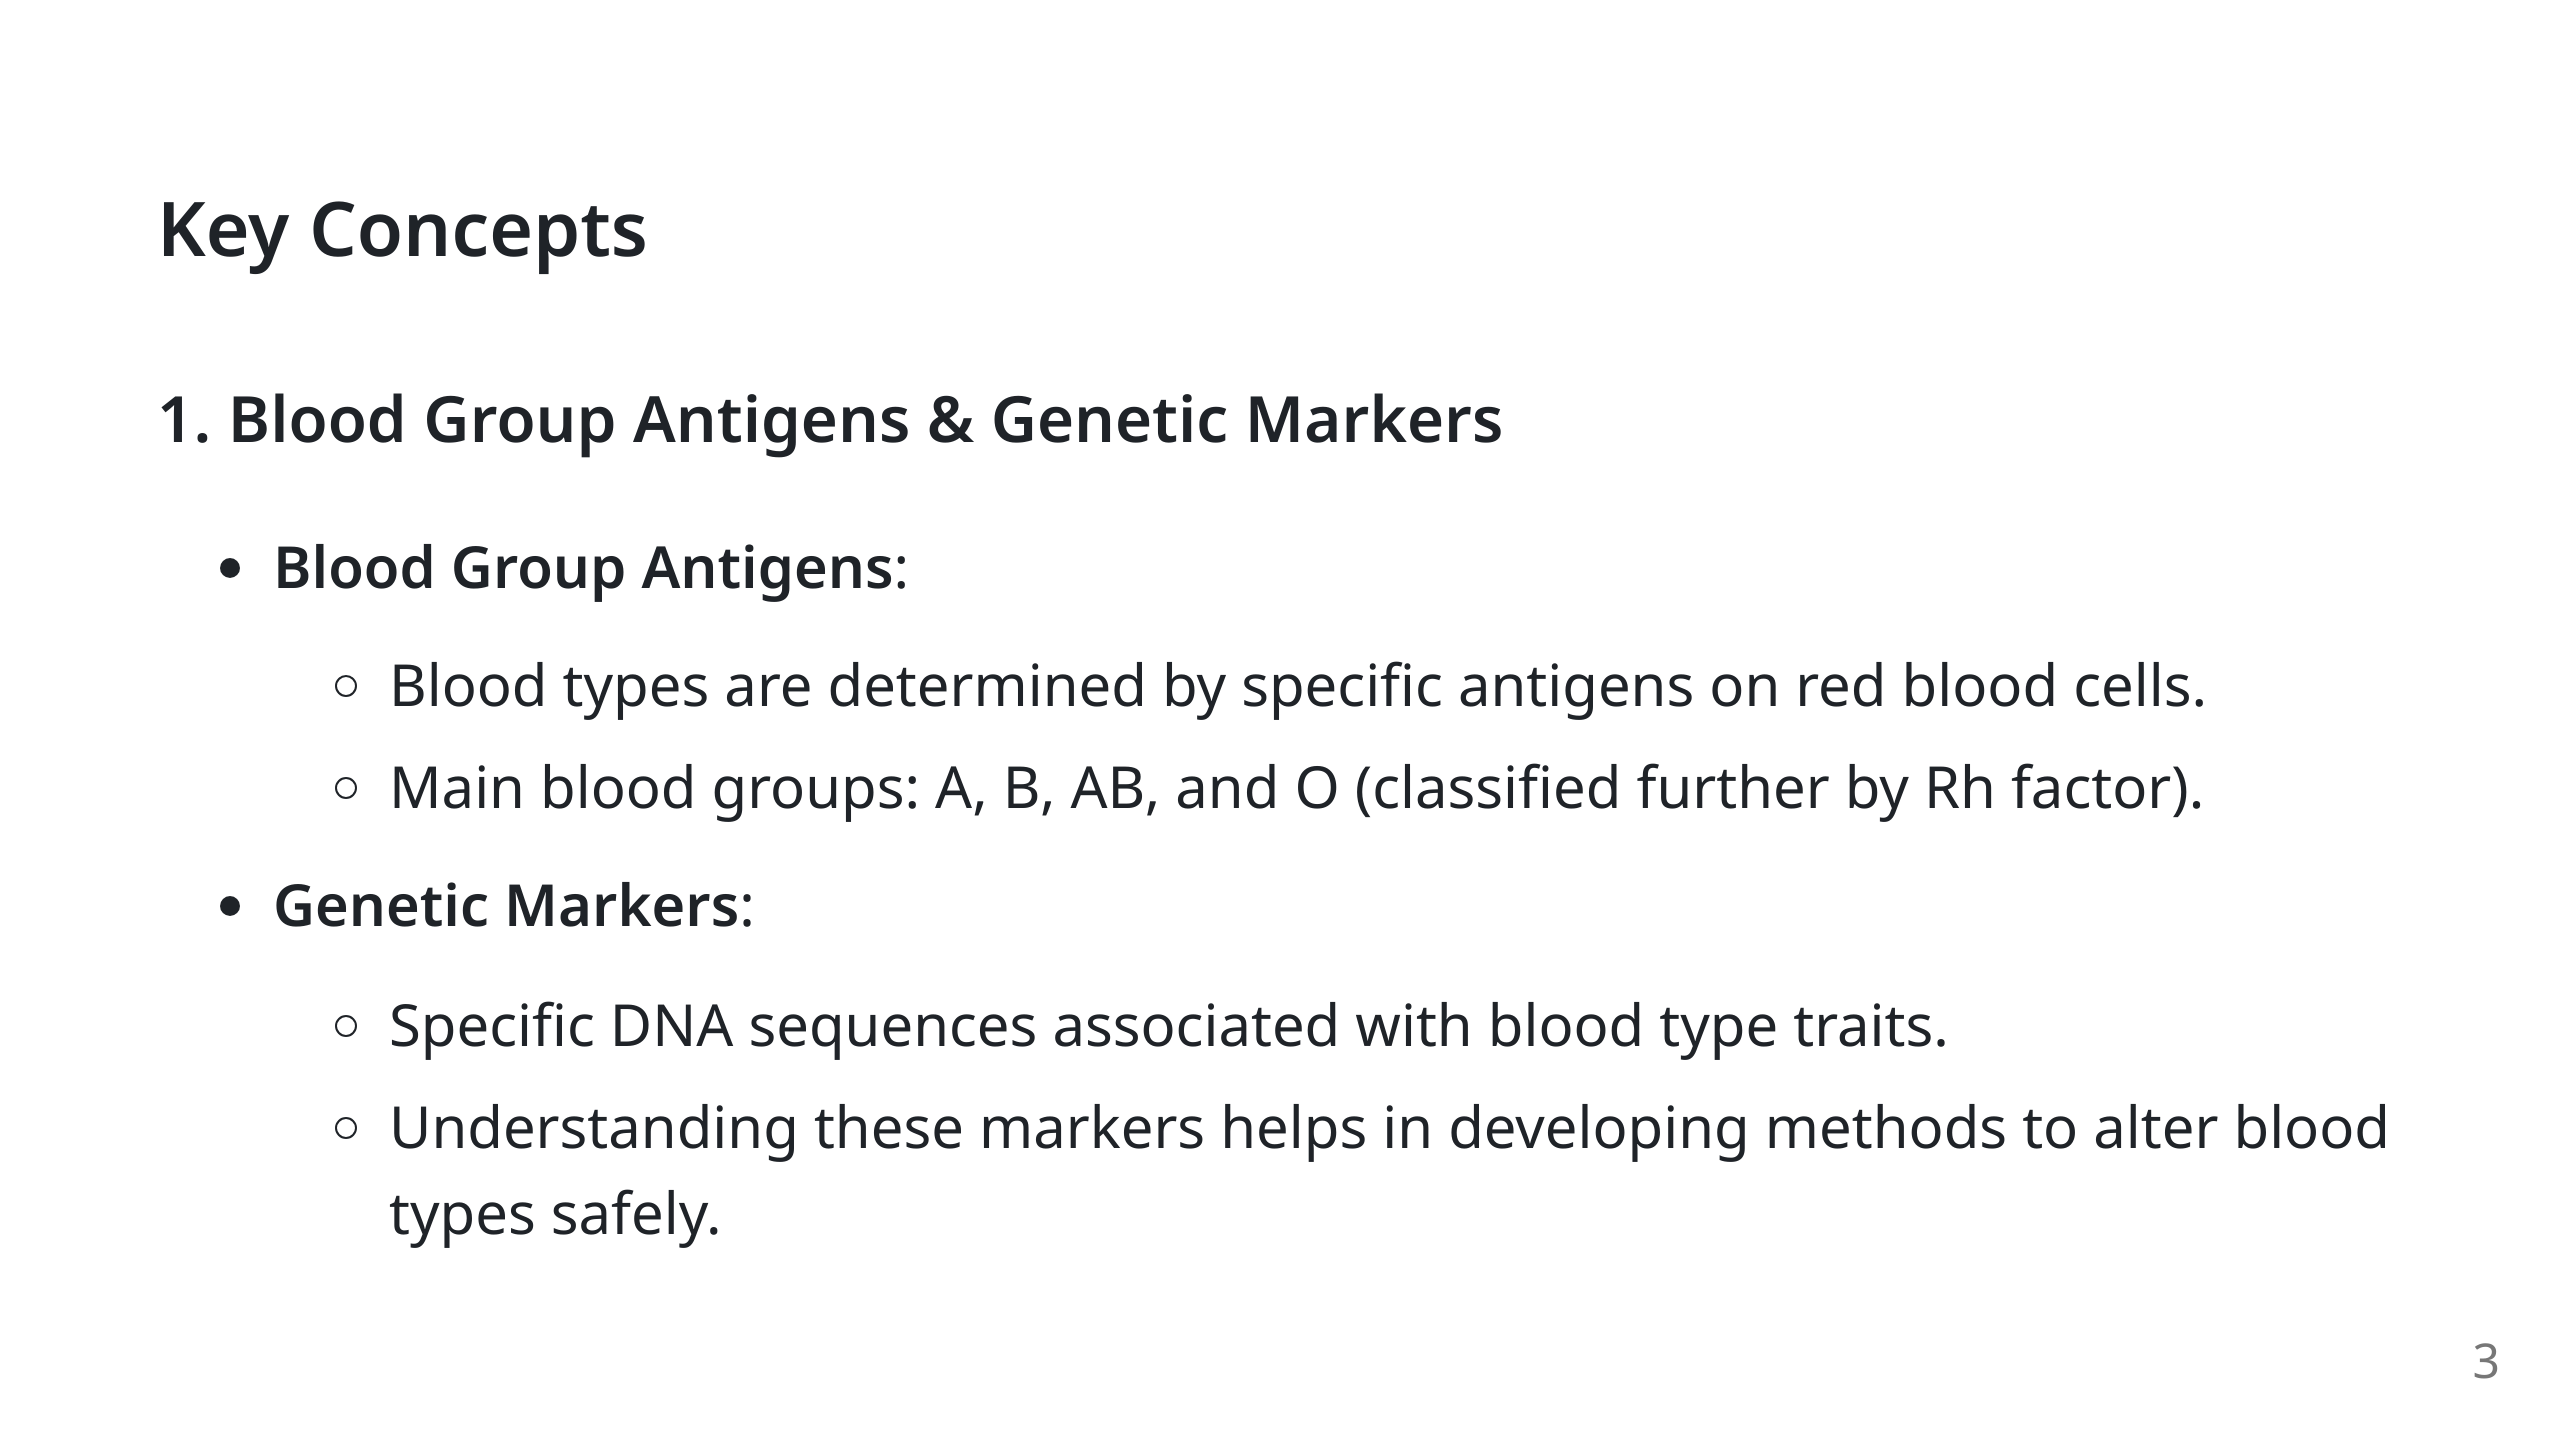 Key Concepts
1. Blood Group Antigens & Genetic Markers
• Blood Group Antigens:
○ Blood types are determined by specific antigens on red blood cells.
○ Main blood groups: A, B, AB, and O (classified further by Rh factor).
• Genetic Markers:
○ Specific DNA sequences associated with blood type traits.
○ Understanding these markers helps in developing methods to alter blood
types safely.
3